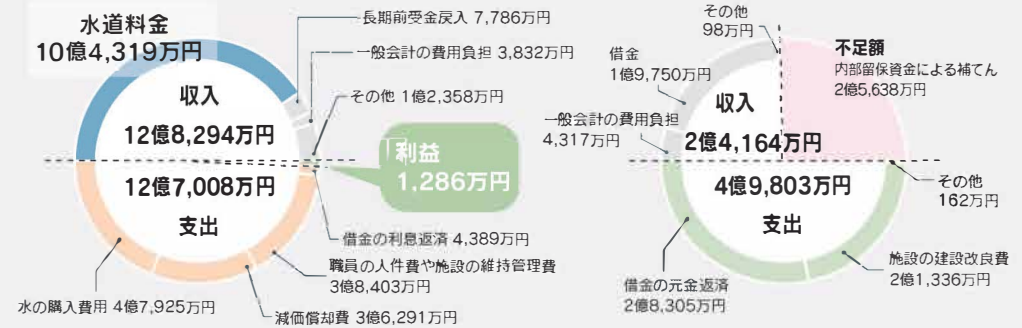 水道料金
10億4,319万円
長期前受金戻入 7,786万円
一般会計の費用負担 3,832万円
その他 1億2,358万円
収入
12億8,294万円
「利益
1,286万円
12億7,008万円
支出
借金の利息返済 4,389万円
職員の人件費や施設の維持管理費
3億8,403万円
減価償却費 3億6,291万円
水の購入費用 4億7,925万円
その他
98万円
借金
1億9,750万円
一般会計の費用負担
4,317万円
不足額
内部留保資金による補てん
2億5,638万円
収入
2億4,164万円
4億9,803万円
支出
その他
162万円
施設の建設改良費
2億1,336万円
借金の元金返済
2億8,305万円